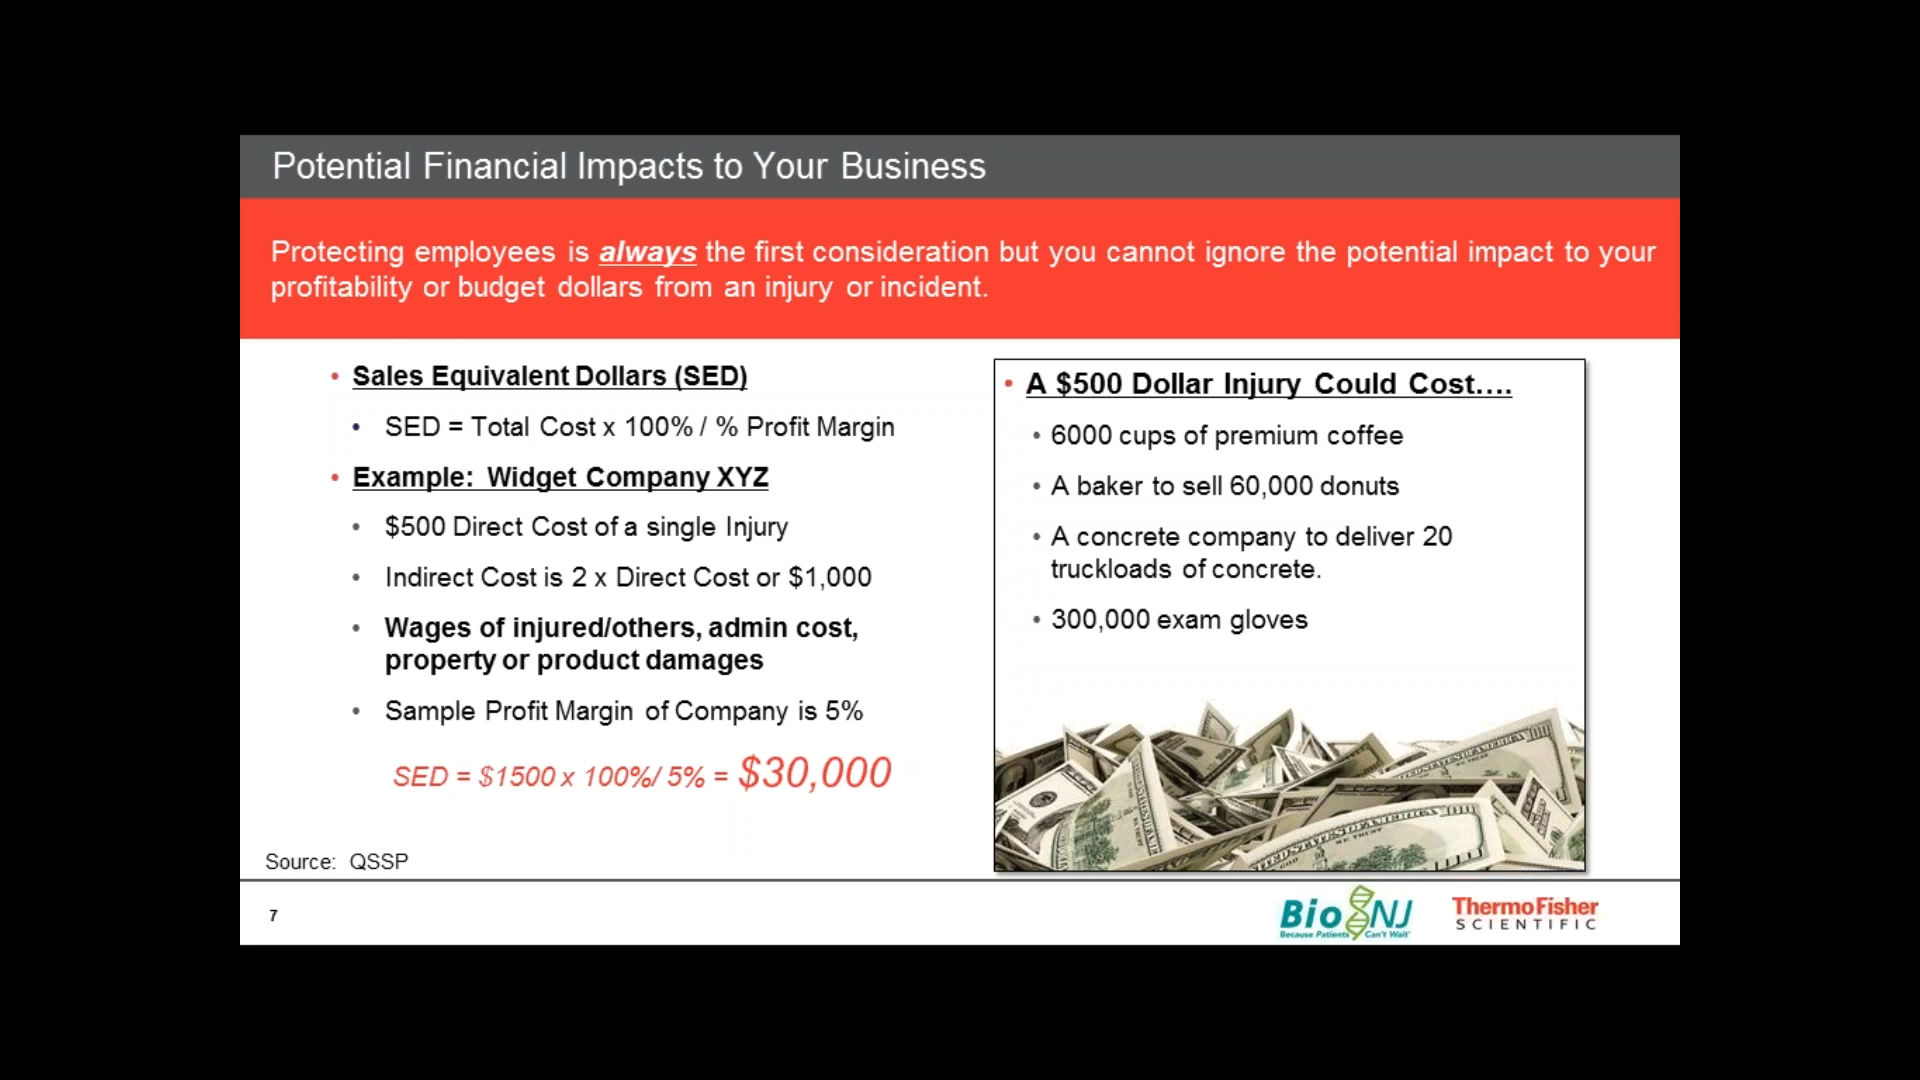 Potential Financial Impacts to Your Business
Protecting employees is always the first consideration but you cannot ignore the potential impact to your
profitability or budget dollars from an injury or incident.
• Sales Equivalent Dollars (SED)
• SED = Total Cost x 100% / % Profit Margin
• Example: Widget Company XYZ
• $500 Direct Cost of a single Injury
• Indirect Cost is 2 x Direct Cost or $1,000
• Wages of injured/others, admin cost,
property or product damages
• Sample Profit Margin of Company is 5%
SED = $1500 x 100%/ 5% = $30,000
Source: QSSP
• A $500 Dollar Injury Could Cost….
• 6000 cups of premium coffee
• A baker to sell 60,000 donuts
• A concrete company to deliver 20
truckloads of concrete.
• 300,000 exam gloves
7
BioNJ
Because Patients Can't Wait
ThermoFisher
SCIENTIFIC